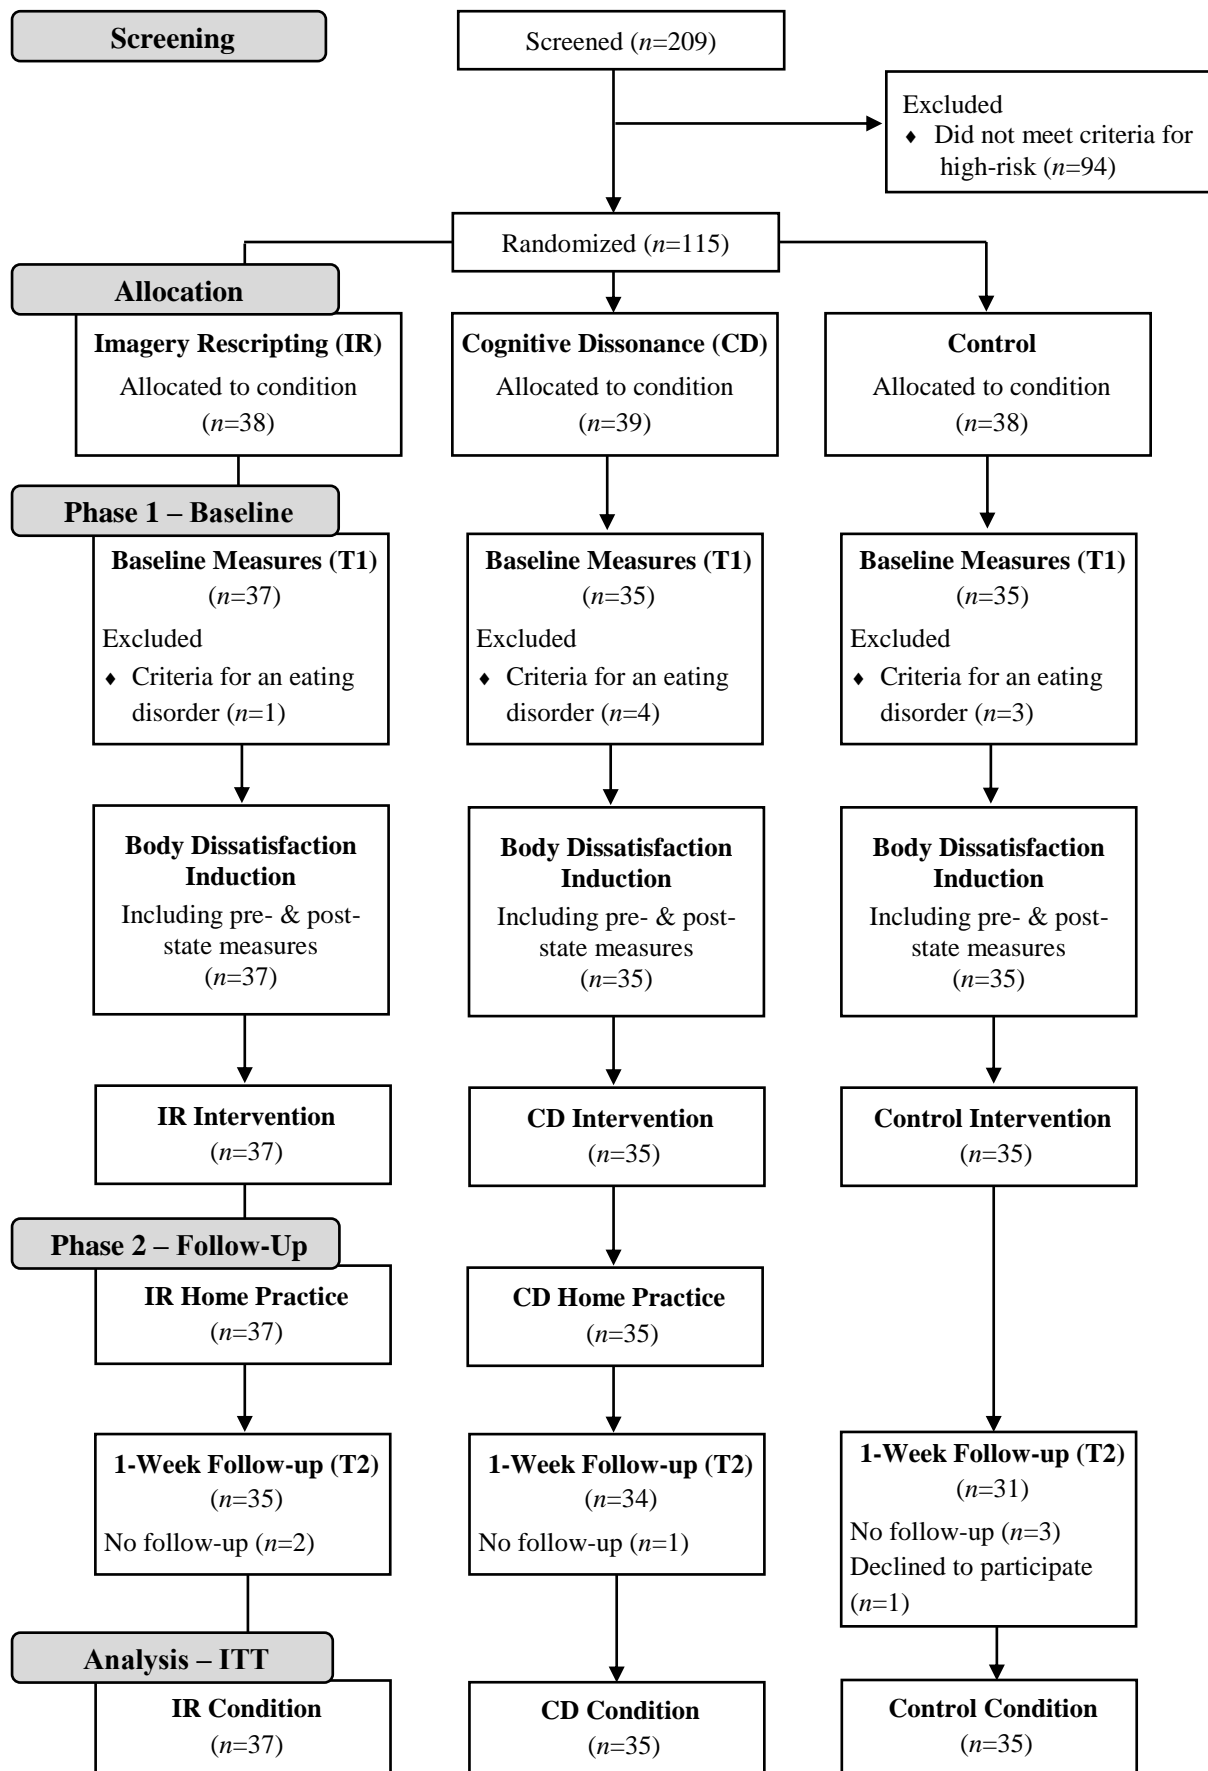 Screening
Screened (n=209)
Excluded
♦ Did not meet criteria for
high-risk (n=94)
Randomized (n=115)
Allocation
Imagery Rescripting (IR)
Allocated to condition
(n=38)
Cognitive Dissonance (CD)
Allocated to condition
(n=39)
Control
Allocated to condition
(n=38)
Phase 1 – Baseline
Baseline Measures (T1)
(n=37)
Excluded
♦ Criteria for an eating
disorder (n=1)
Baseline Measures (T1)
(n=35)
Excluded
♦ Criteria for an eating
disorder (n=4)
Baseline Measures (T1)
(n=35)
Excluded
♦ Criteria for an eating
disorder (n=3)
Body Dissatisfaction
Induction
Including pre- & post-
state measures
(n=37)
Body Dissatisfaction
Induction
Including pre- & post-
state measures
(n=35)
Body Dissatisfaction
Induction
Including pre- & post-
state measures
(n=35)
IR Intervention
(n=37)
CD Intervention
(n=35)
Control Intervention
(n=35)
Phase 2 – Follow-Up
IR Home Practice
(n=37)
CD Home Practice
(n=35)
1-Week Follow-up (T2)
(n=35)
No follow-up (n=2)
1-Week Follow-up (T2)
(n=34)
No follow-up (n=1)
1-Week Follow-up (T2)
(n=31)
No follow-up (n=3)
Declined to participate
(n=1)
Analysis – ITT
IR Condition
(n=37)
CD Condition
(n=35)
Control Condition
(n=35)